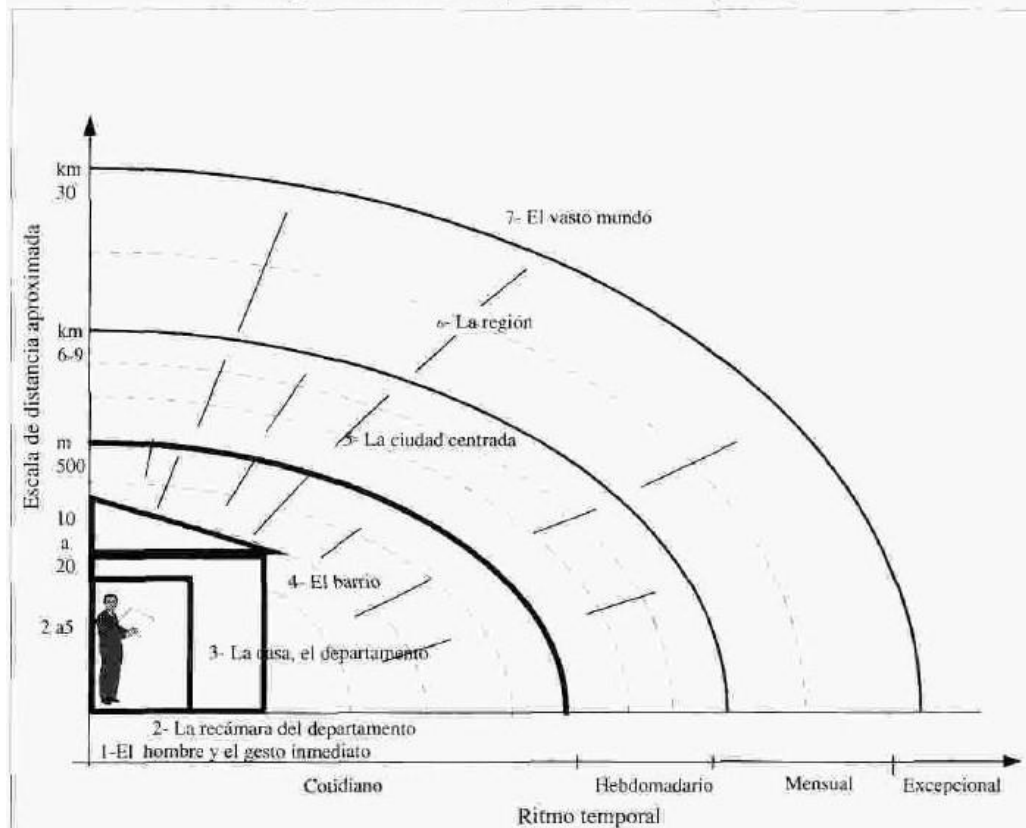 km
30
7- El vasto mundó
Escala de distancia aproximada
6- La región
km
6-9
5- La ciudad centrada
m
500
10
a
20
4- El barrio
2 a5
3- La casa, el departamento
2- La recámara del departamento
1-El hombre y el gesto inmediato
Cotidiano
Hebdomadario
Mensual
Excepcional
Ritmo temporal